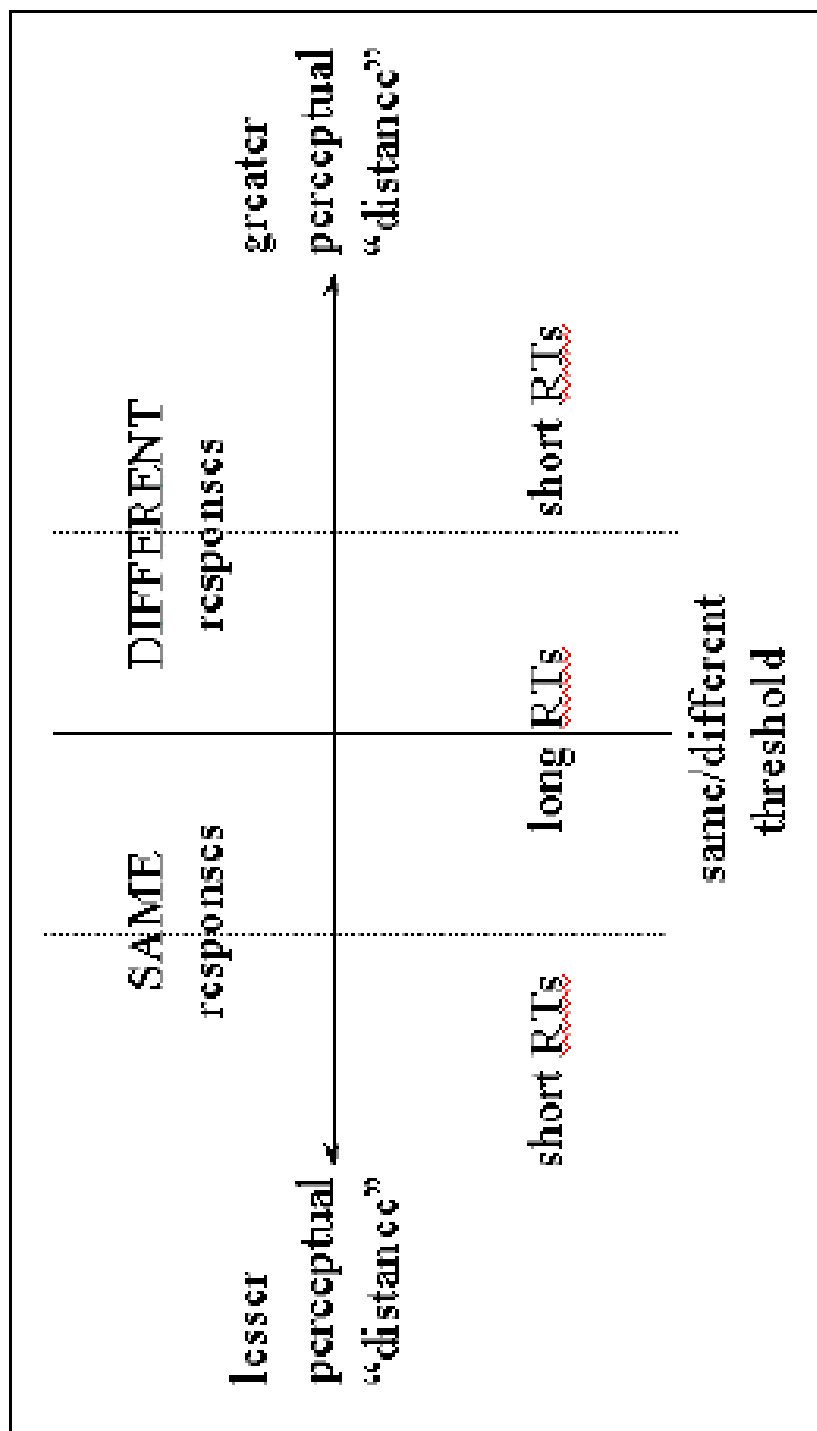 SAME
responses
DIFFERENT
responses
lesser
perceptual
“distance”
greater
perceptual
“distance”
short RTs
long RTs
short RTs
same/different
threshold